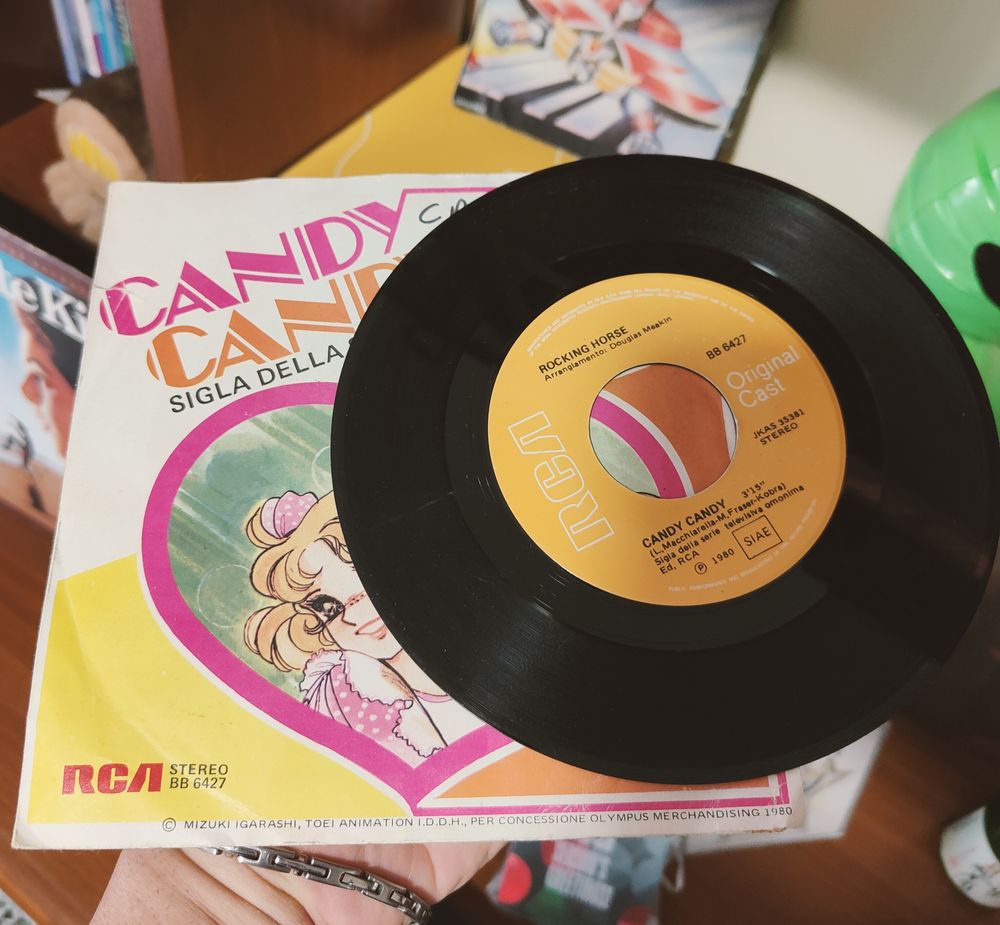 CANDY
CANDY
SIGLA DELLA
RCA
STEREO
BB 6427
© MIZUKI IGARASHI, TOEI ANIMATION I.D.D.H., PER CONCESSIONE OLYMPUS MERCHANDISING 1980
ROCKING HORSE
Arrangiamento: Douglas Meakin
BB 6427
Original
Cast
JKAS 35381
STEREO
RCA
CANDY CANDY 3'15"
(L. Macchiarella-M. Fraser-Kobra)
Sigla della serie televisiva omonima
Ed. RCA
℗ 1980
SIAE